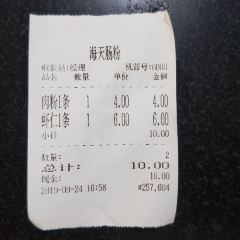 海天肠粉
收款员:经理 机器号:0000
品名 数量 单价 金额
肉粉1条 1 4.00 4.00
虾仁1条 1 6.00 6.00
小计 10.00
数量: 2
总计: 10.00
现金: 10.00
2019-09-24 16:58 #257,604